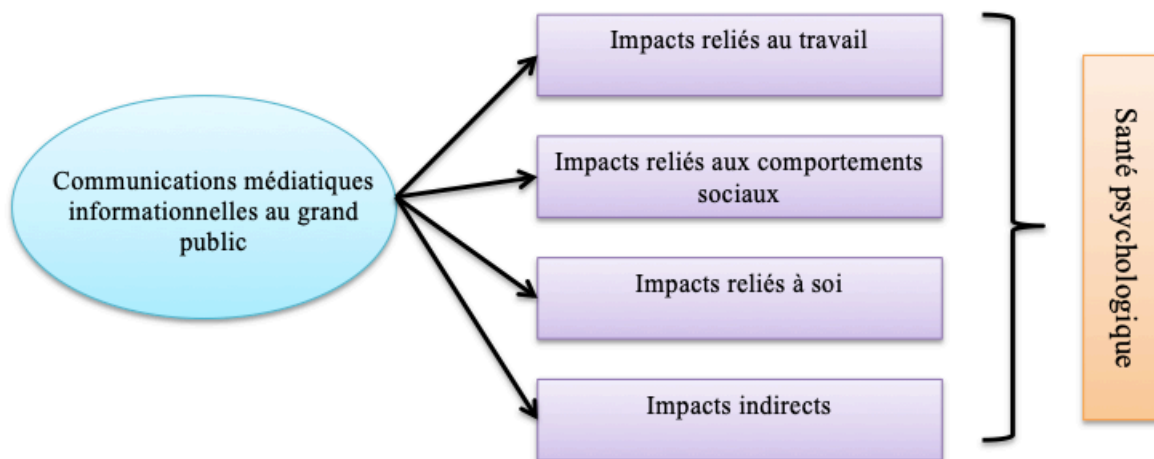 Communications médiatiques
informationnelles au grand
public
Impacts reliés au travail
Impacts reliés aux comportements
sociaux
Impacts reliés à soi
Impacts indirects
Santé psychologique